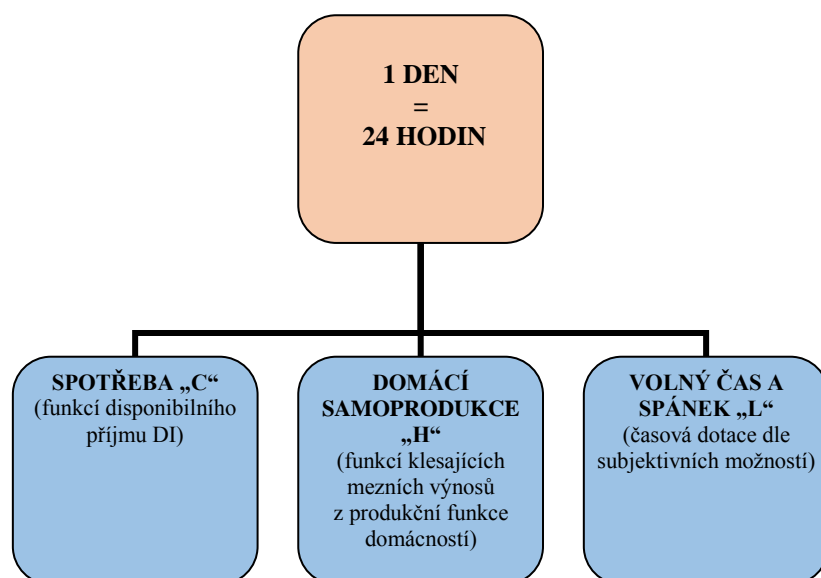 1 DEN
=
24 HODIN
SPOTŘEBA „C“
(funkcí disponibilního
příjmu DI)
DOMÁCÍ
SAMOPRODUKCE
„H“
(funkcí klesajících
mezních výnosů
z produkční funkce
domácností)
VOLNÝ ČAS A
SPÁNEK „L“
(časová dotace dle
subjektivních možností)